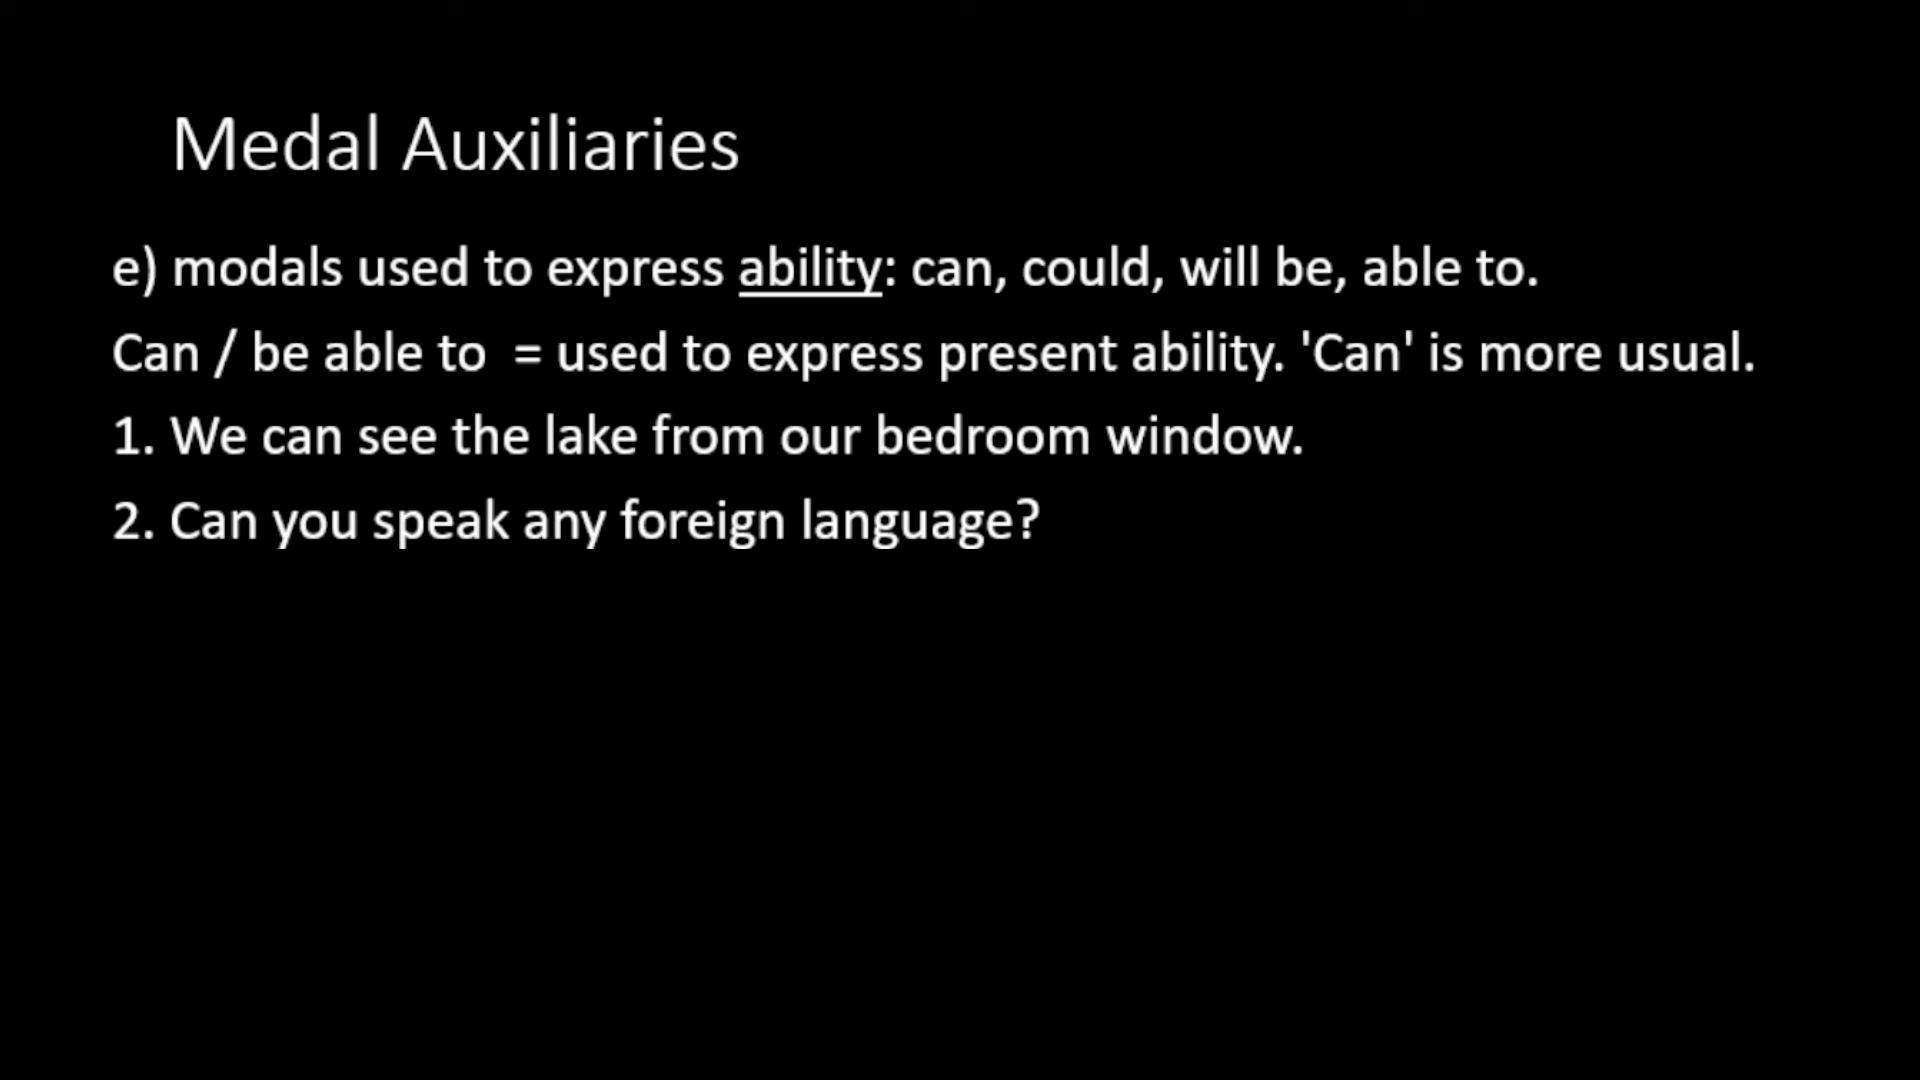 Medal Auxiliaries
e) modals used to express ability: can, could, will be, able to.
Can / be able to  = used to express present ability. 'Can' is more usual.
1. We can see the lake from our bedroom window.
2. Can you speak any foreign language?